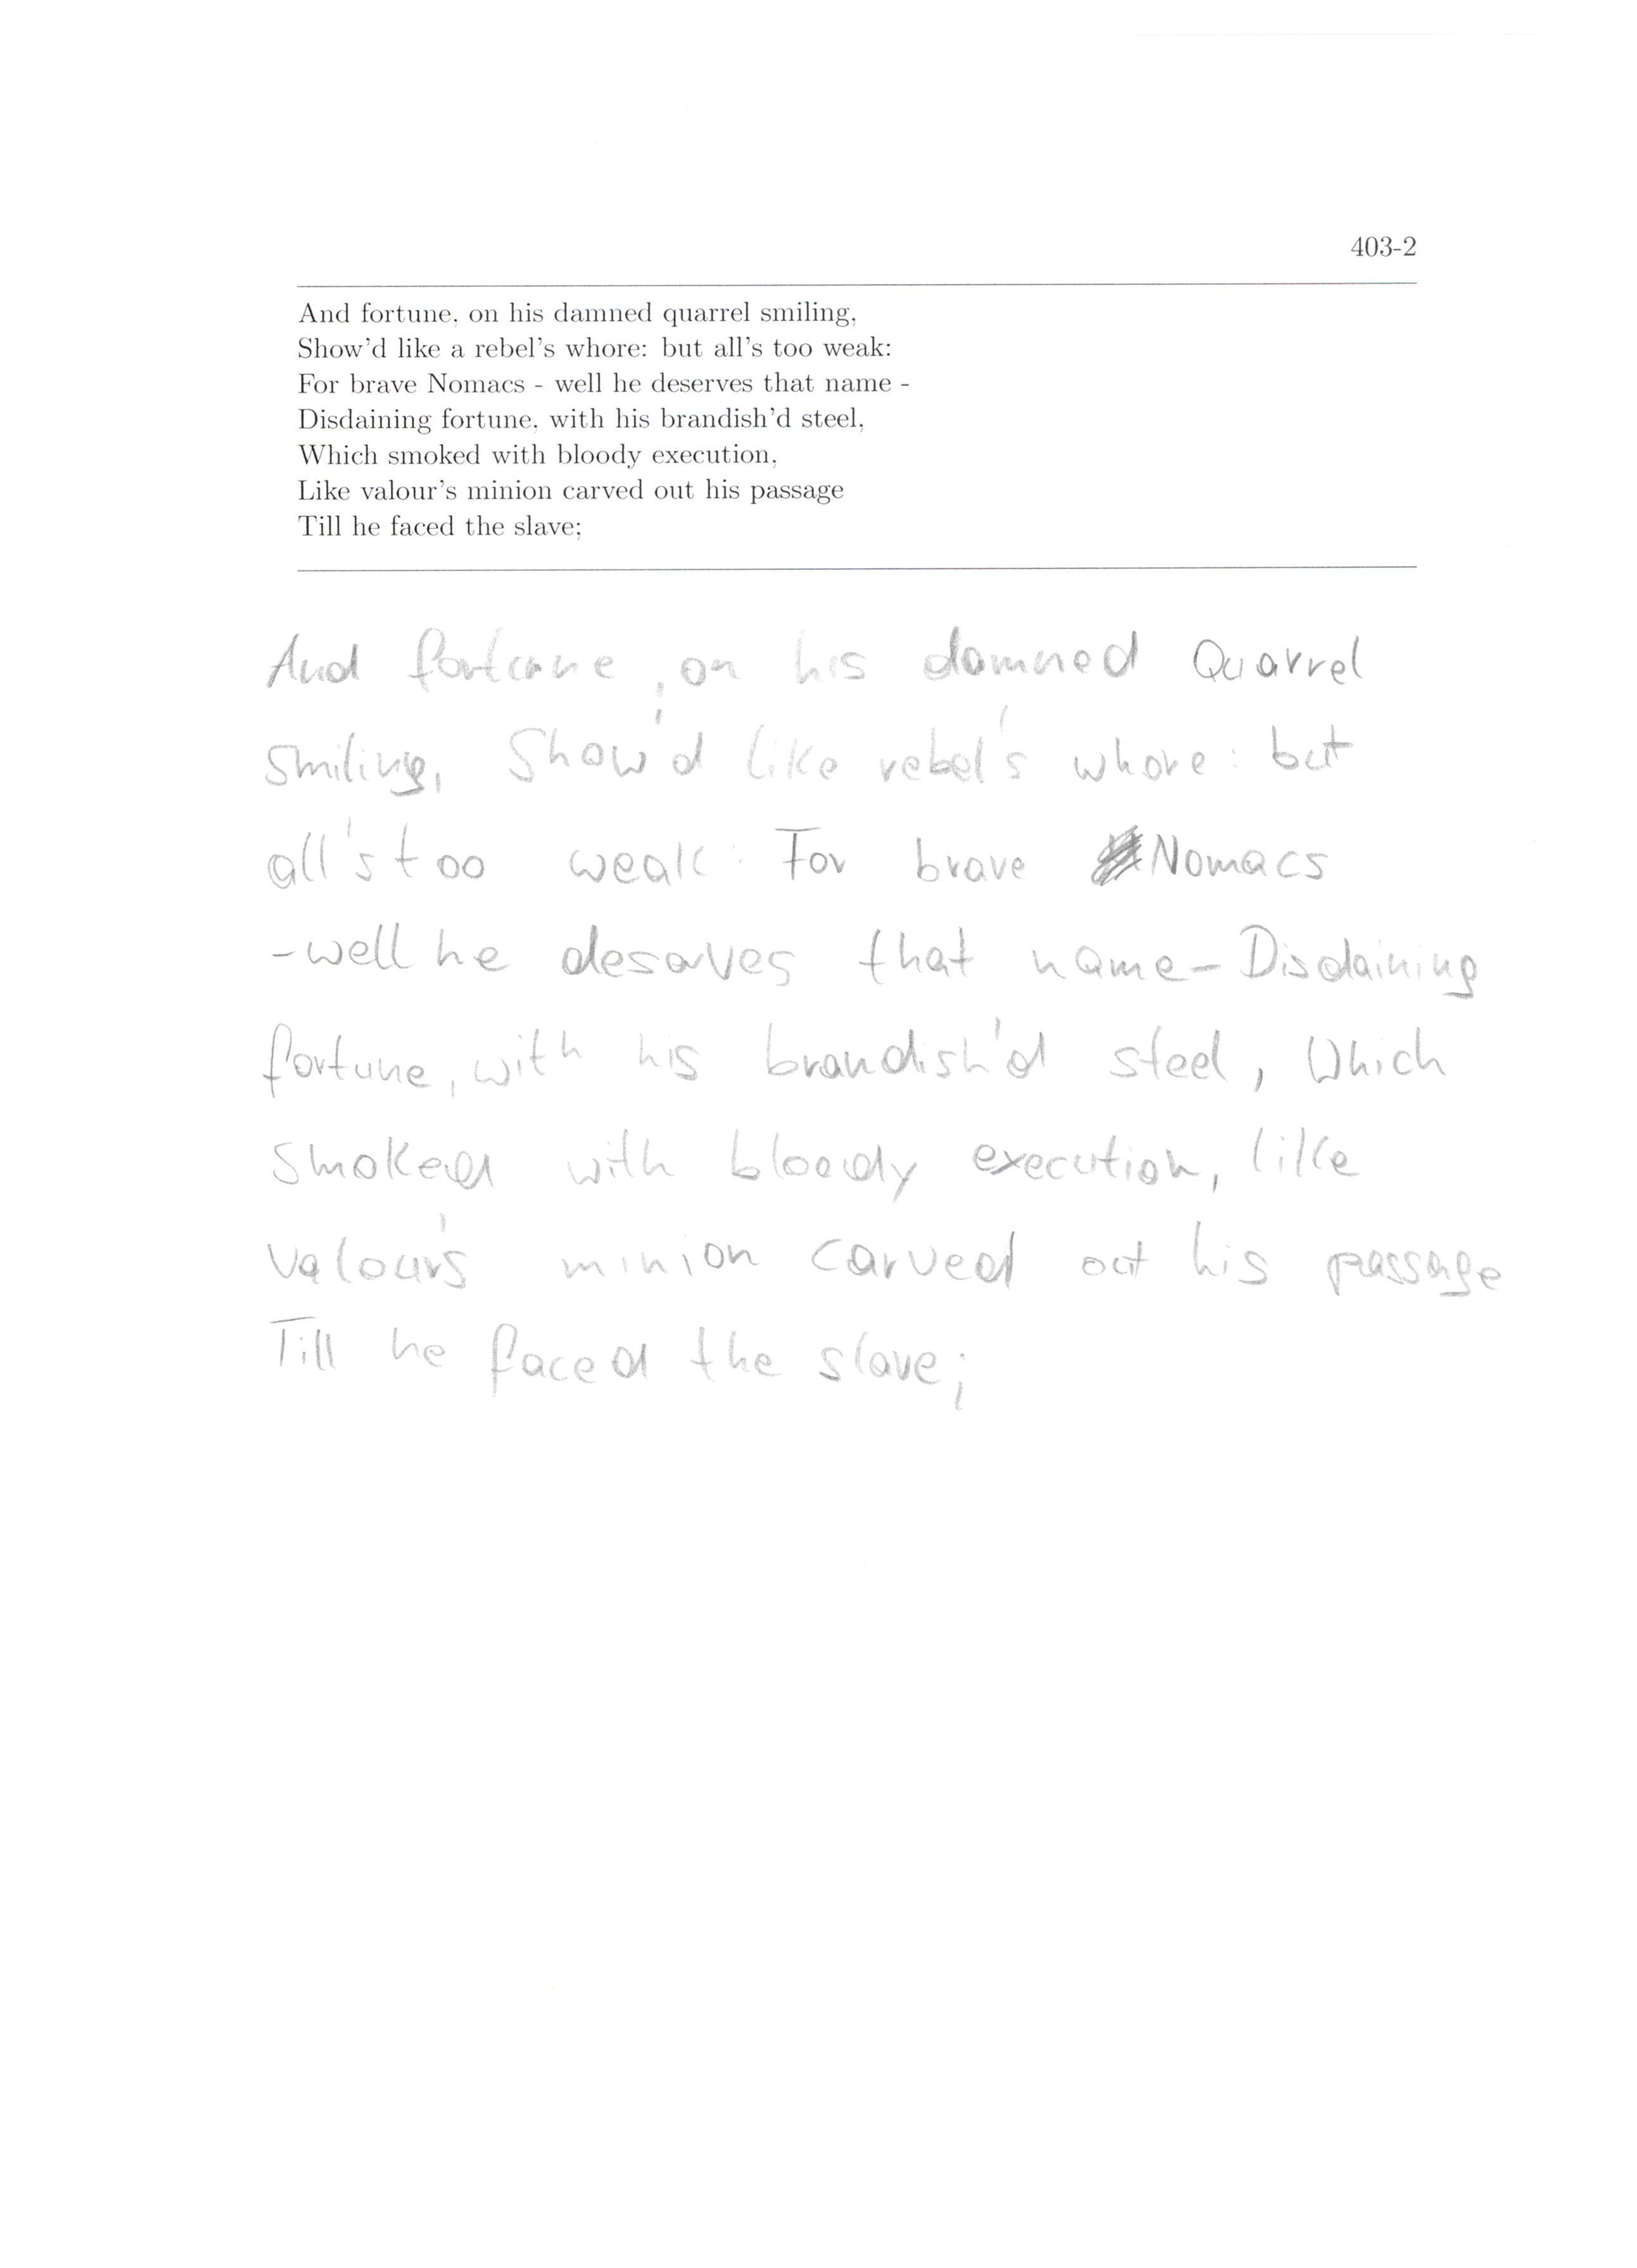 403-2
And fortune, on his damned quarrel smiling,
Show'd like a rebel's whore: but all's too weak:
For brave Nomacs - well he deserves that name -
Disdaining fortune, with his brandish'd steel,
Which smoked with bloody execution,
Like valour's minion carved out his passage
Till he faced the slave;
And fortune, on his damned Quarrel
smiling, Show'd like rebel's whore: but
all's too weak: For brave Nomacs
-well he deserves that name- Disdaining
fortune, with his brandish'd steel, Which
smoked with bloody execution, like
valour's minion carved out his passage
Till he faced the slave;